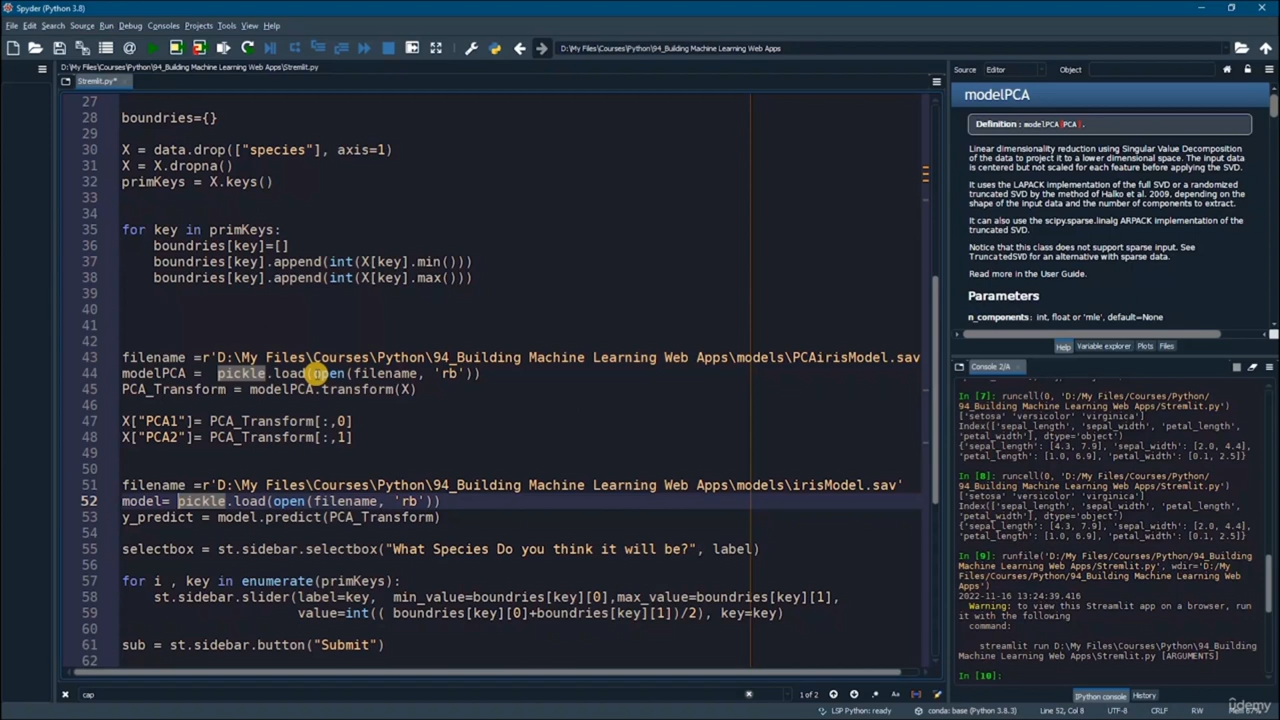 Spyder (Python 3.8)
File Edit Search Source Run Debug Consoles Projects Tools View Help
D:\My Files\Courses\Python\94_Building Machine Learning Web Apps
D:\My Files\Courses\Python\94_Building Machine Learning Web Apps\Stremlit.py
Stremlit.py*
27
28 boundries={}
29
30 X = data.drop(["species"], axis=1)
31 X = X.dropna()
32 primKeys = X.keys()
33
34
35 for key in primKeys:
36 boundries[key]=[]
37 boundries[key].append(int(X[key].min()))
38 boundries[key].append(int(X[key].max()))
39
40
41
42
43 filename =r'D:\My Files\Courses\Python\94_Building Machine Learning Web Apps\models\PCAirisModel.sav
44 modelPCA = pickle.load(open(filename, 'rb'))
45 PCA_Transform = modelPCA.transform(X)
46
47 X["PCA1"]= PCA_Transform[:,0]
48 X["PCA2"]= PCA_Transform[:,1]
49
50
51 filename =r'D:\My Files\Courses\Python\94_Building Machine Learning Web Apps\models\irisModel.sav'
52 model= pickle.load(open(filename, 'rb'))
53 y_predict = model.predict(PCA_Transform)
54
55 selectbox = st.sidebar.selectbox("What Species Do you think it will be?", label)
56
57 for i , key in enumerate(primKeys):
58 st.sidebar.slider(label=key, min_value=boundries[key][0],max_value=boundries[key][1],
59 value=int(( boundries[key][0]+boundries[key][1])/2), key=key)
60
61 sub = st.sidebar.button("Submit")
62
cap
1 of 2
Aa
Source Editor Object
modelPCA
Definition : modelPCA(PCA).
Linear dimensionality reduction using Singular Value Decomposition
of the data to project it to a lower dimensional space. The input data
is centered but not scaled for each feature before applying the SVD.
It uses the LAPACK implementation of the full SVD or a randomized
truncated SVD by the method of Halko et al. 2009, depending on
the shape of the input data and the number of components to extract.
It can also use the scipy.sparse.linalg ARPACK implementation of the
truncated SVD.
Notice that this class does not support sparse input. See
TruncatedSVD for an alternative with sparse data.
Read more in the User Guide.
Parameters
n_components: int, float or 'mle', default=None
Help Variable explorer Plots Files
Console 2/A
In [7]: runcell(0, 'D:/My Files/Courses/Python/
94_Building Machine Learning Web Apps/Stremlit.py')
['setosa' 'versicolor' 'virginica']
Index(['sepal_length', 'sepal_width', 'petal_length',
'petal_width'], dtype='object')
{'sepal_length': [4.3, 7.9], 'sepal_width': [2.0, 4.4],
'petal_length': [1.0, 6.9], 'petal_width': [0.1, 2.5]}
In [8]: runcell(0, 'D:/My Files/Courses/Python/
94_Building Machine Learning Web Apps/Stremlit.py')
['setosa' 'versicolor' 'virginica']
Index(['sepal_length', 'sepal_width', 'petal_length',
'petal_width'], dtype='object')
{'sepal_length': [4.3, 7.9], 'sepal_width': [2.0, 4.4],
'petal_length': [1.0, 6.9], 'petal_width': [0.1, 2.5]}
In [9]: runfile('D:/My Files/Courses/Python/
94_Building Machine Learning Web Apps/Stremlit.py', wdir='D:/My
Files/Courses/Python/94_Building Machine Learning Web
Apps')
2022-11-16 13:24:39.416
Warning: to view this Streamlit app on a browser, run
it with the following
command:
streamlit run D:/My Files/Courses/Python/94_Building
Machine Learning Web Apps/Stremlit.py [ARGUMENTS]
In [10]:
IPython console History
LSP Python: ready conda: base (Python 3.8.3) Line 52, Col 8 UTF-8 CRLF RW
udemy